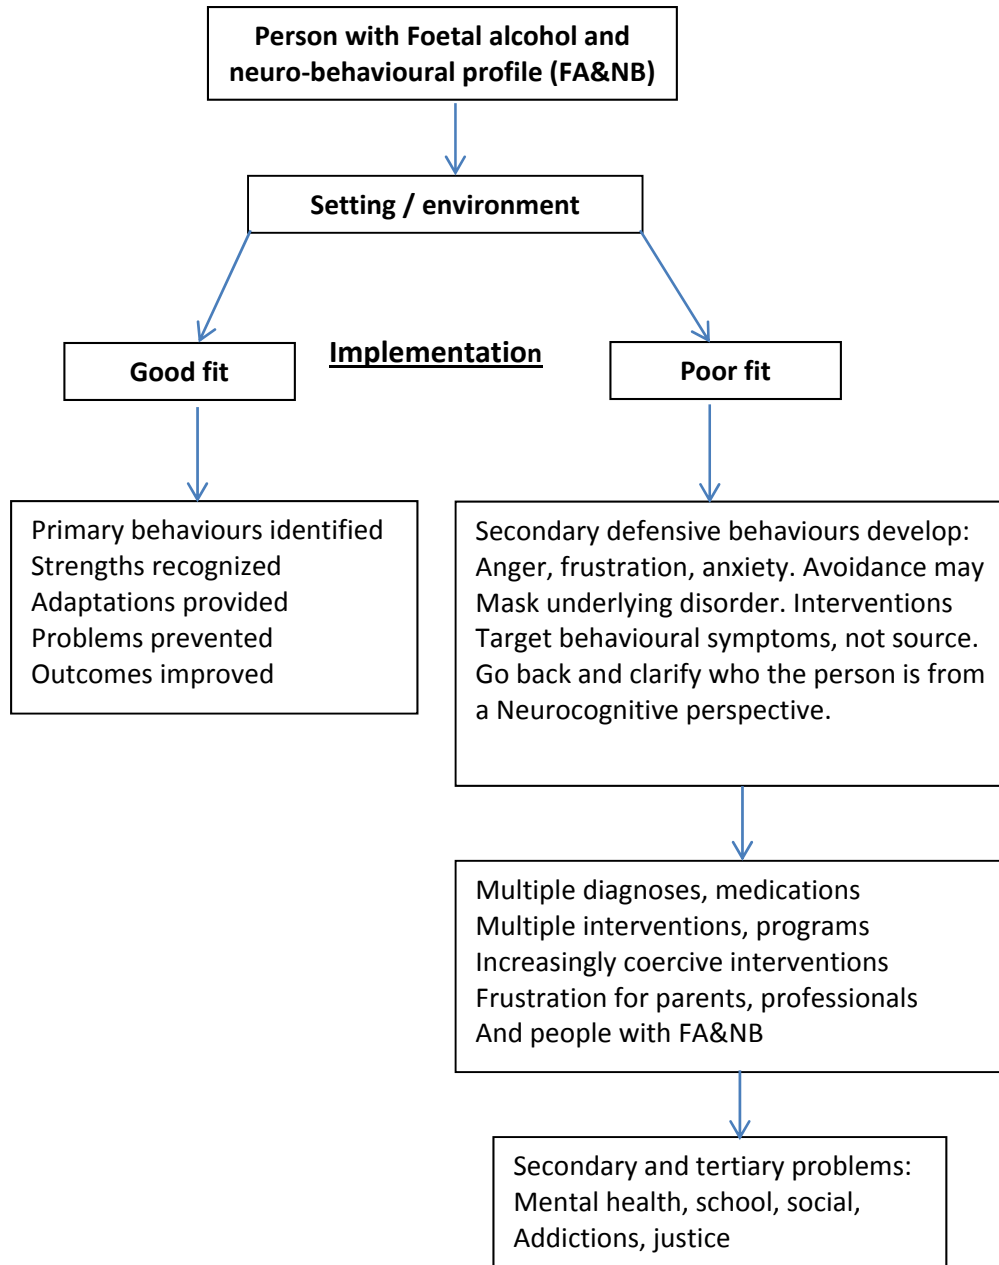 Person with Foetal alcohol and
neuro-behavioural profile (FA&NB)
Setting / environment
Implementation
Good fit
Poor fit
Primary behaviours identified
Strengths recognized
Adaptations provided
Problems prevented
Outcomes improved
Secondary defensive behaviours develop:
Anger, frustration, anxiety. Avoidance may
Mask underlying disorder. Interventions
Target behavioural symptoms, not source.
Go back and clarify who the person is from
a Neurocognitive perspective.
Multiple diagnoses, medications
Multiple interventions, programs
Increasingly coercive interventions
Frustration for parents, professionals
And people with FA&NB
Secondary and tertiary problems:
Mental health, school, social,
Addictions, justice